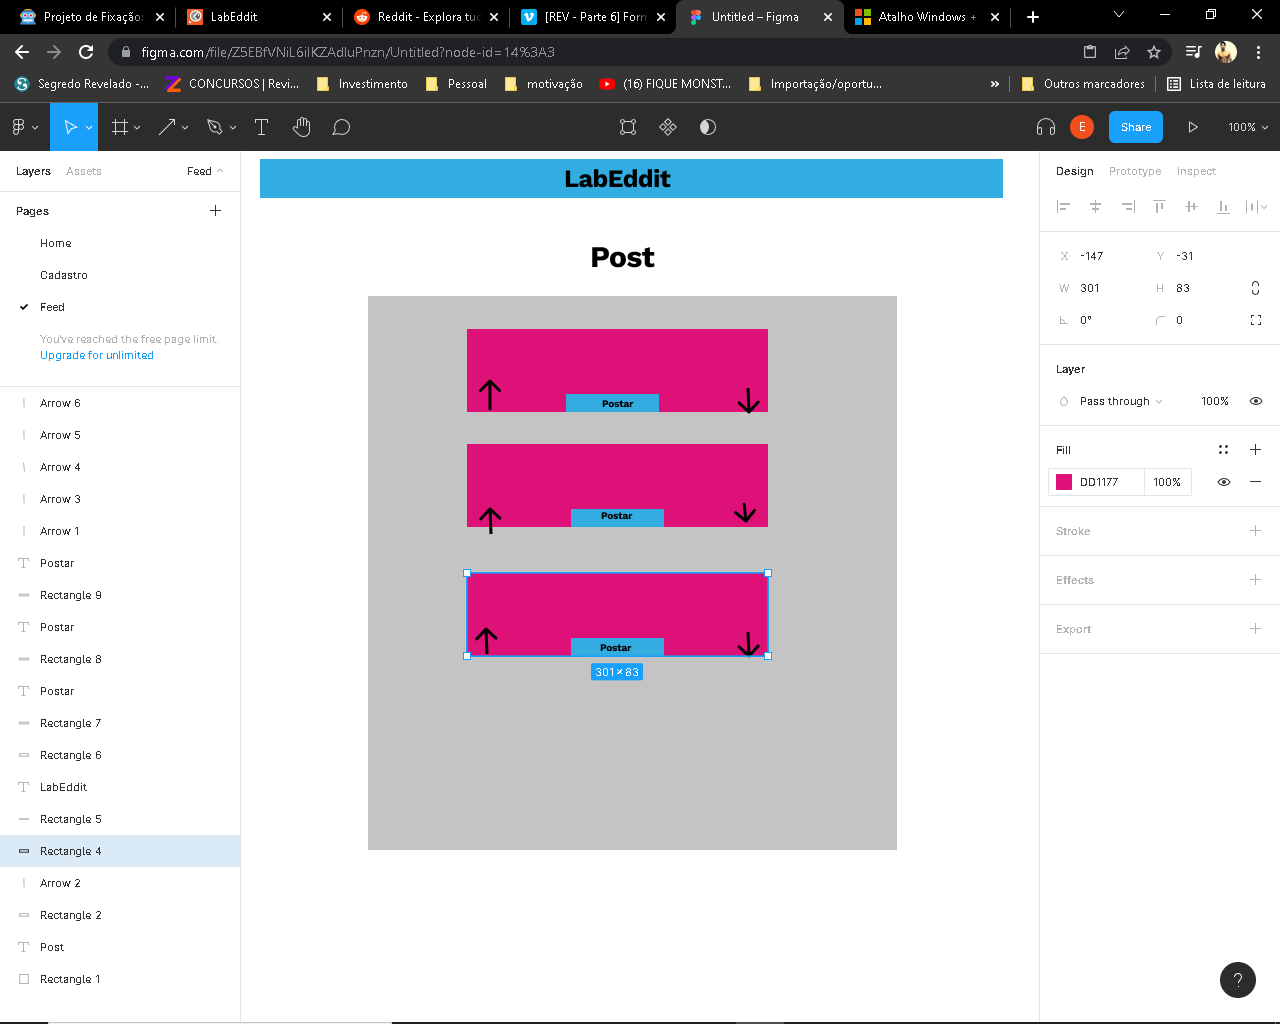 Projeto de Fixação:
LabEddit
Reddit - Explora tud
[REV - Parte 6] Form
Untitled – Figma
Atalho Windows +
figma.com/file/Z5EBfVNiL6ilKZAdluPnzn/Untitled?node-id=14%3A3
Segredo Revelado -...
CONCURSOS | Revi...
Investimento
Pessoal
motivação
(16) FIQUE MONST...
Importação/oportu...
»
Outros marcadores
Lista de leitura
E
Share
100%
Layers
Assets
Feed
Pages
Home
Cadastro
Feed
You've reached the free page limit.
Upgrade for unlimited
Arrow 6
Arrow 5
Arrow 4
Arrow 3
Arrow 1
Postar
Rectangle 9
Postar
Rectangle 8
Postar
Rectangle 7
Rectangle 6
LabEddit
Rectangle 5
Rectangle 4
Arrow 2
Rectangle 2
Post
Rectangle 1
LabEddit
Post
Postar
Postar
Postar
301 × 83
Design
Prototype
Inspect
X -147
Y -31
W 301
H 83
0°
0
Layer
Pass through
100%
Fill
DD1177
100%
Stroke
Effects
Export
?